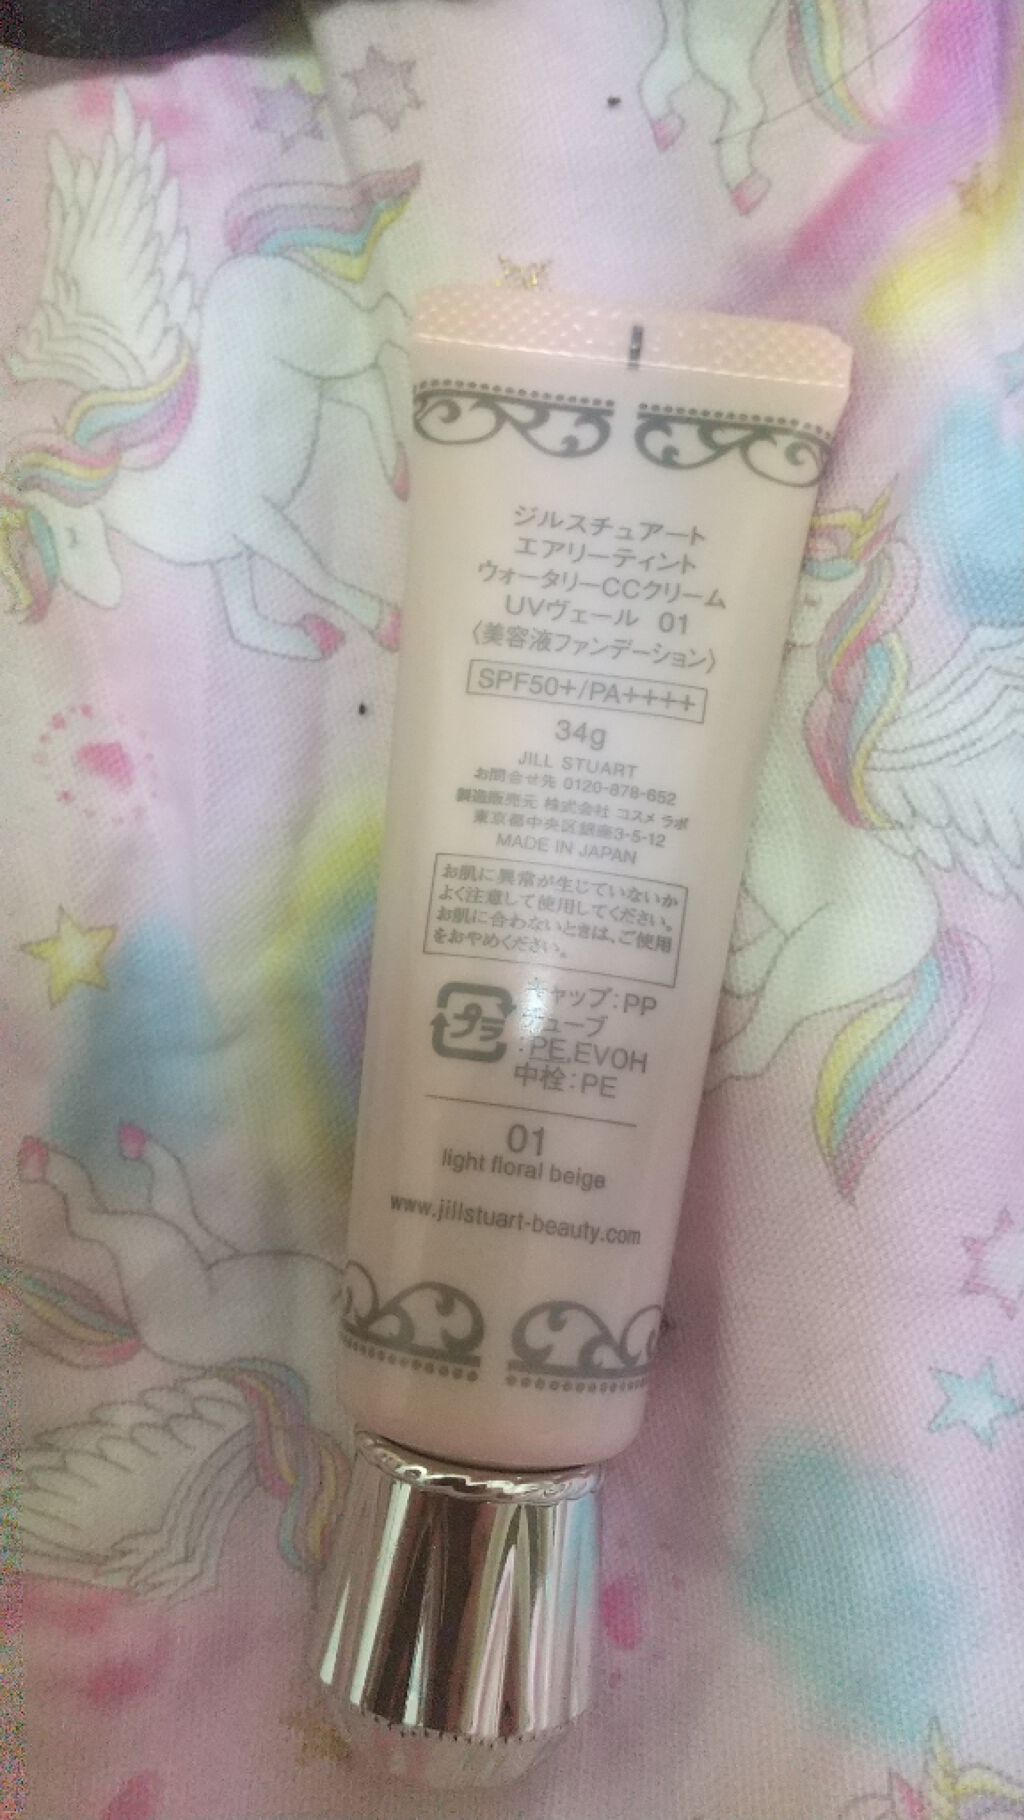 ジルスチュアート
エアリーティント
ウォータリーCCクリーム
UVヴェール 01
〈美容液ファンデーション〉
SPF50+/PA++++
34g
JILL STUART
お問合せ先 0120-878-652
製造販売元 株式会社 コスメ ラボ
東京都中央区銀座3-5-12
MADE IN JAPAN
お肌に異常が生じていないか
よく注意して使用してください。
お肌に合わないときは、ご使用
をおやめください。
プラ
キャップ:PP
チューブ
:PE,EVOH
中栓:PE
01
light floral beige
www.jillstuart-beauty.com